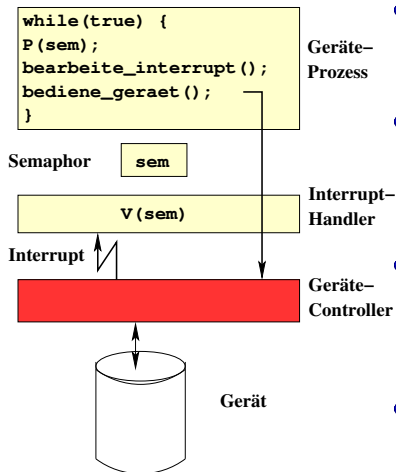 while(true) {
P(sem);
bearbeite_interrupt();
bediene_geraet();
}
Geräte–
Prozess
Semaphor
sem
Interrupt–
Handler
V(sem)
Interrupt
Geräte–
Controller
Gerät